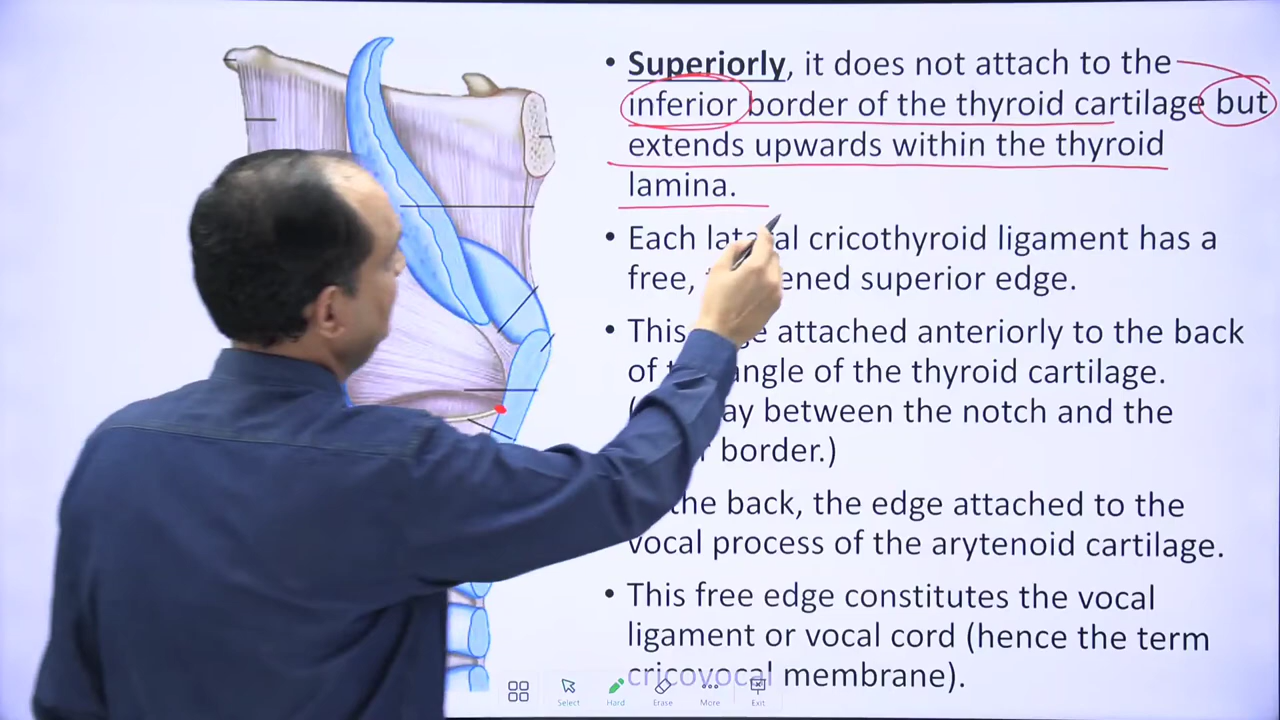 • Superiorly, it does not attach to the
inferior border of the thyroid cartilage but
extends upwards within the thyroid
lamina.
• Each lateral cricothyroid ligament has a
free, ened superior edge.
• This attached anteriorly to the back
of angle of the thyroid cartilage.
between the notch and the
border.)
the back, the edge attached to the
vocal process of the arytenoid cartilage.
• This free edge constitutes the vocal
ligament or vocal cord (hence the term
cricovocal membrane).
Select Hard Erase More Exit